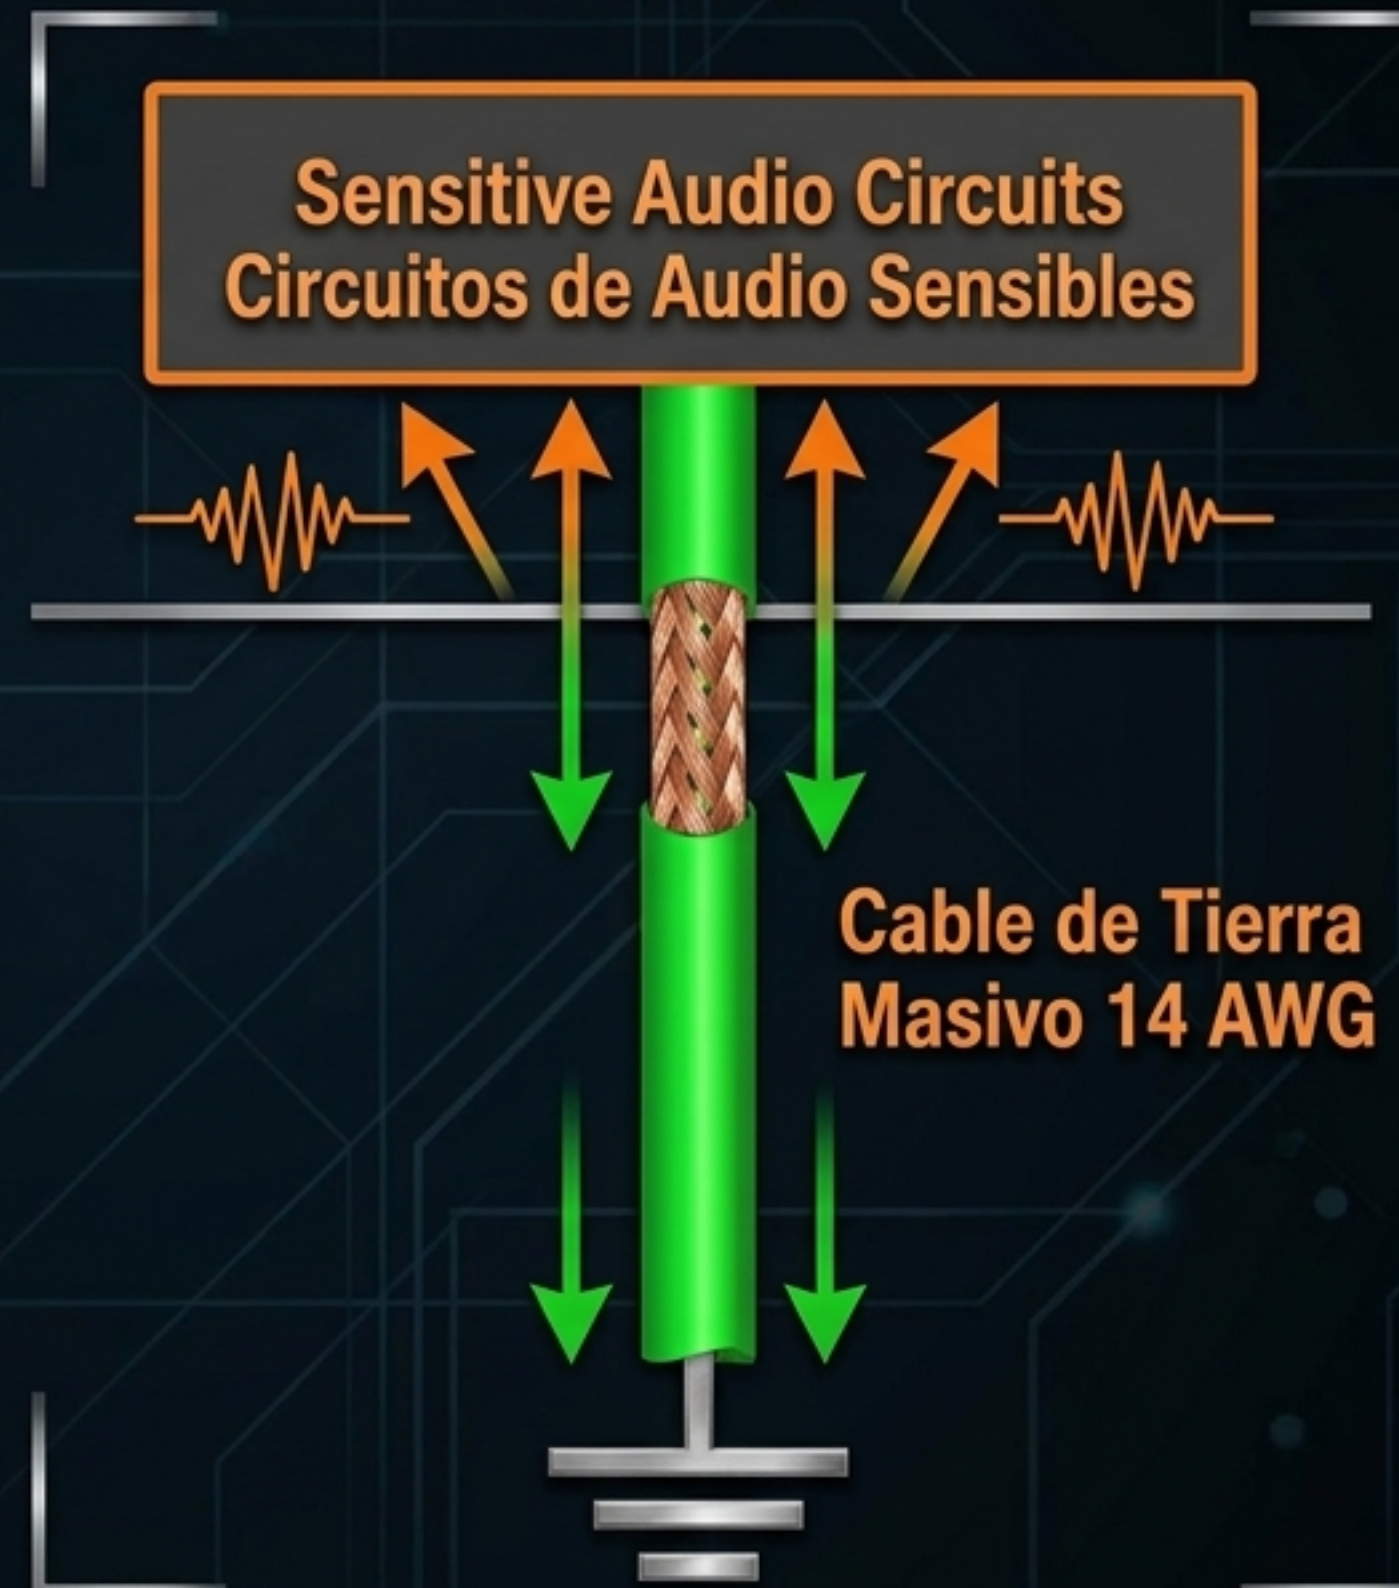 Sensitive Audio Circuits
Circuitos de Audio Sensibles
Cable de Tierra
Masivo 14 AWG